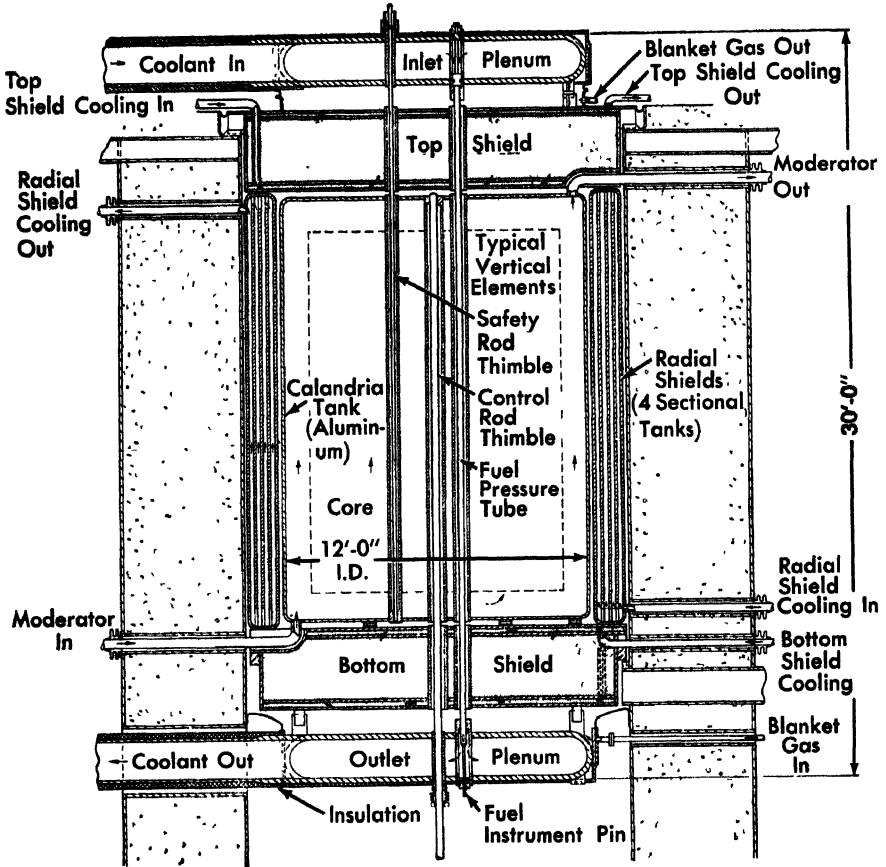 Coolant In
Inlet Plenum
Blanket Gas Out
Top Shield Cooling
Out
Top
Shield Cooling In
Top Shield
Moderator
Out
Radial
Shield
Cooling
Out
Typical
Vertical
Elements
Safety
Rod
Thimble
Radial
Shields
(4 Sectional
Tanks)
30'-0"
Calandria
Tank
(Alumin-
um)
Control
Rod
Thimble
Fuel
Pressure
Tube
Core
12'-0"
I.D.
Radial
Shield
Cooling In
Moderator
In
Bottom
Shield
Cooling
Bottom Shield
Blanket
Gas
In
Coolant Out
Outlet Plenum
Insulation
Fuel
Instrument Pin